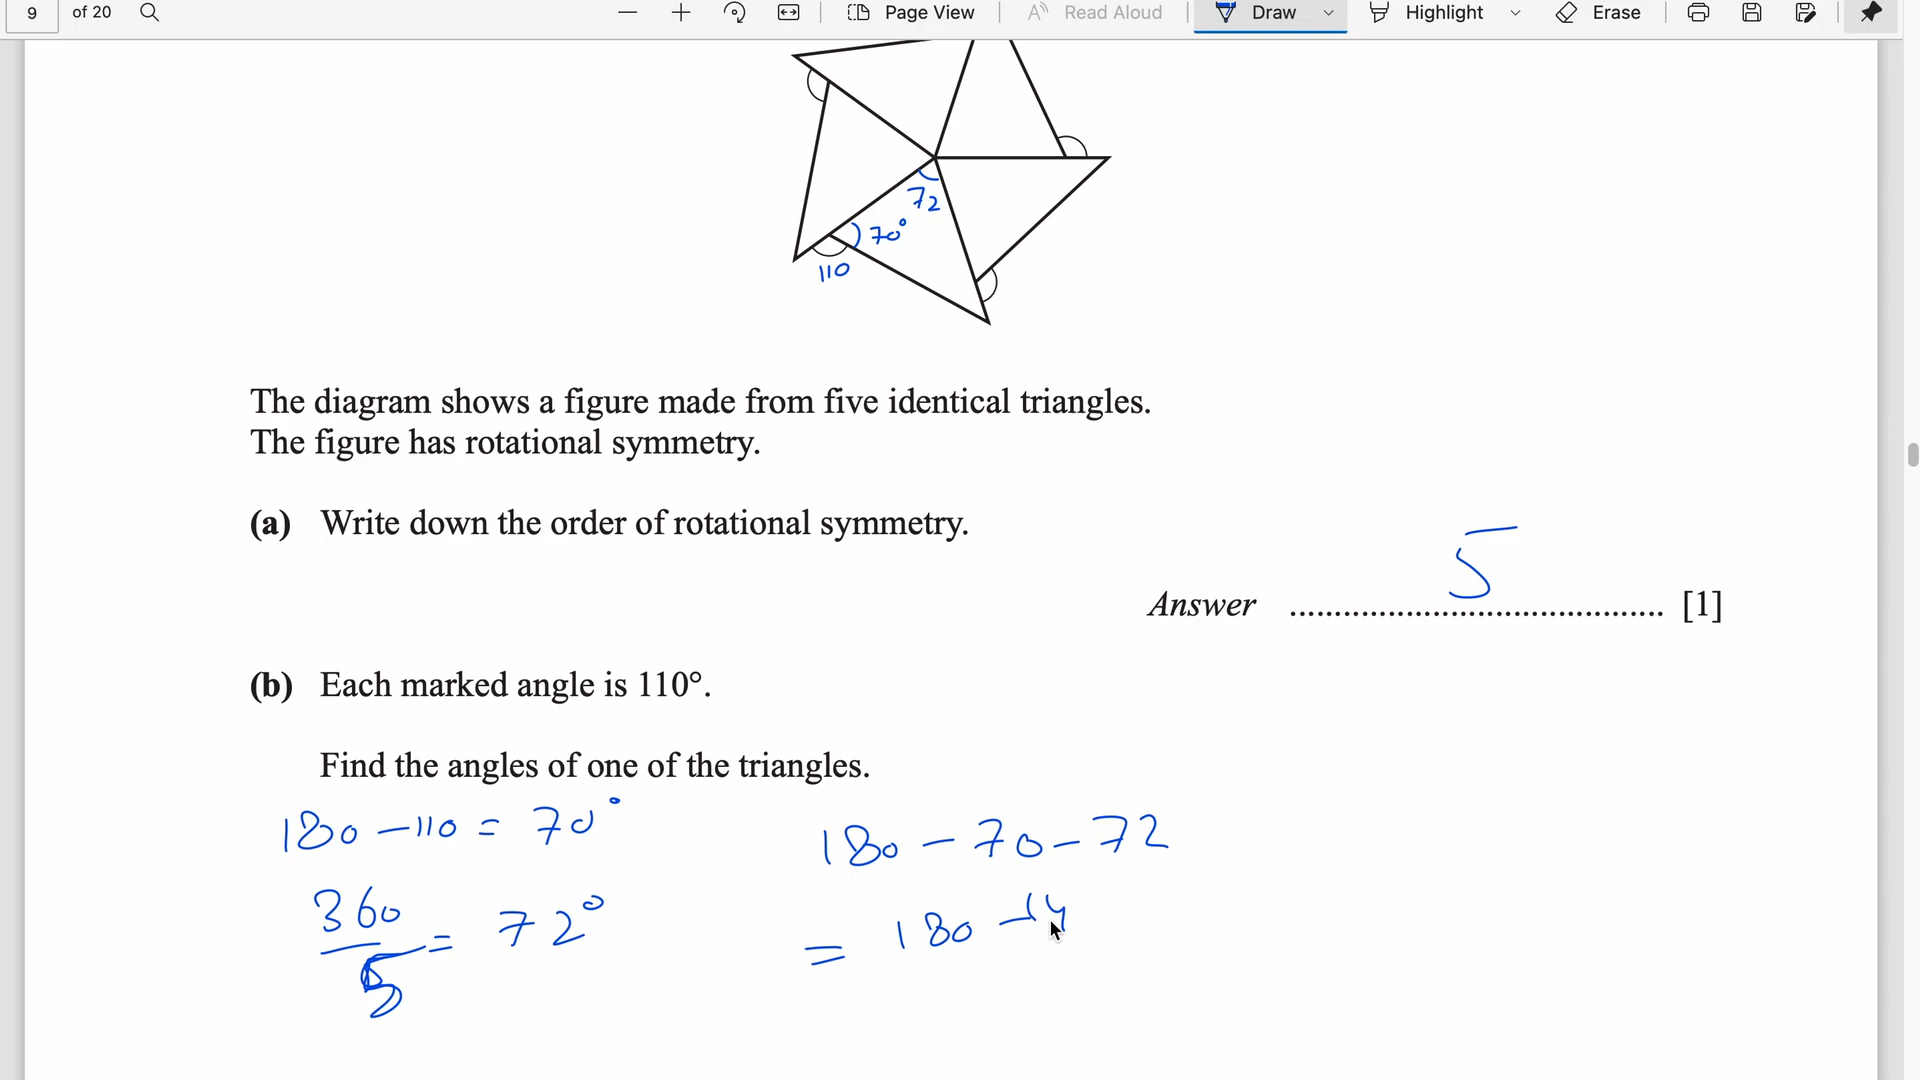 9 of 20 Page View Read Aloud Draw Highlight Erase
72
70°
110
The diagram shows a figure made from five identical triangles.
The figure has rotational symmetry.
(a) Write down the order of rotational symmetry.
5
Answer .......................................... [1]
(b) Each marked angle is 110°.
Find the angles of one of the triangles.
180 - 110 = 70°
180 - 70 - 72
360
5
= 72°
= 180 - 14